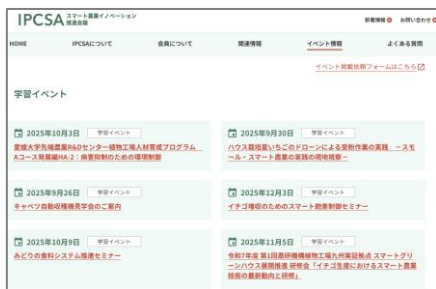 IPCSA スマート農業イノベーション
推進会議
新着情報 お問い合わせ
HOME IPCSAについて 会員について 関連情報 イベント情報 よくある質問
イベント掲載依頼フォームはこちら
学習イベント
2025年10月3日 学習イベント
愛媛大学先端農業R&Dセンター植物工場人材育成プログラム
Aコース発展編HA-2：病害抑制のための環境制御
2025年9月30日 学習イベント
ハウス栽培夏いちごのドローンによる受粉作業の実践 －スモ
ール・スマート農業の実践の現地視察－
2025年9月26日 学習イベント
キャベツ自動収穫機見学会のご案内
2025年12月3日 学習イベント
イチゴ増収のためのスマート勘差制御セミナー
2025年10月9日 学習イベント
みどりの食料システム推進セミナー
2025年11月5日 学習イベント
令和7年度 第1回農研機構植物工場九州実証拠点 スマートグリ
ーンハウス展開推進 研修会「イチゴ生産におけるスマート農業
技術の最新動向と研修」